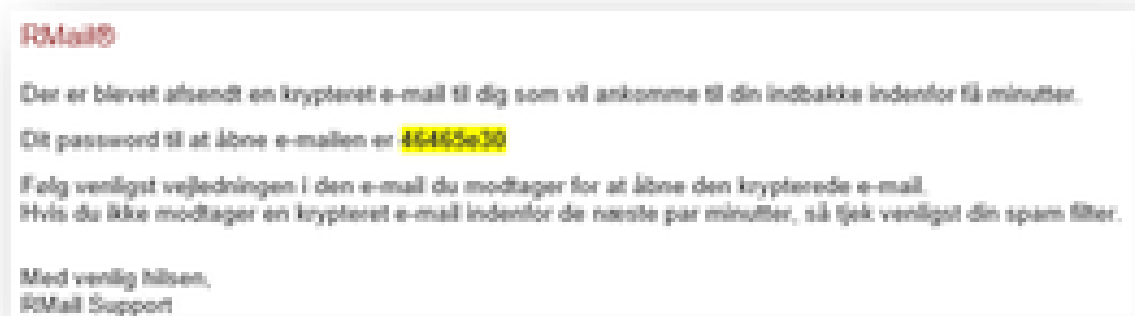 RMail®
Der er blevet afsendt en krypteret e-mail til dig som vil ankomme til din indbakke indenfor få minutter.
Dit password til at åbne e-mailen er 46465e30
Følg venligst vejledningen i den e-mail du modtager for at åbne den krypterede e-mail.
Hvis du ikke modtager en krypteret e-mail indenfor de næste par minutter, så tjek venligst din spam filter.
Med venlig hilsen,
RMail Support